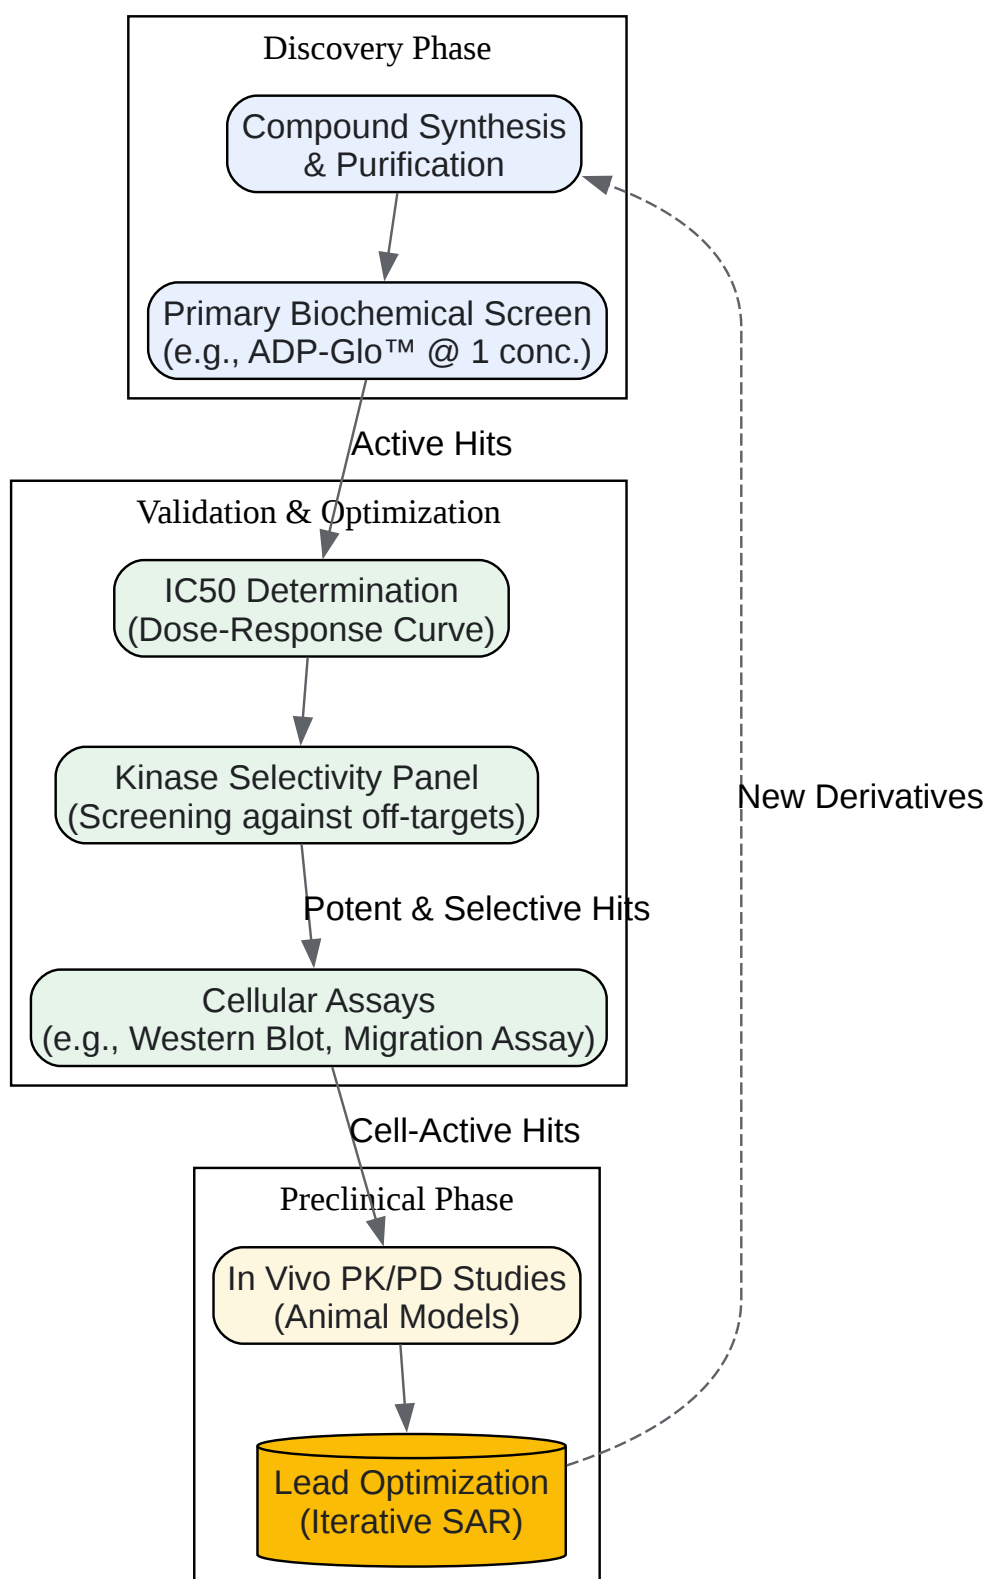 Discovery Phase
Compound Synthesis
& Purification
Primary Biochemical Screen
(e.g., ADP-Glo™ @ 1 conc.)
Active Hits
Validation & Optimization
IC50 Determination
(Dose-Response Curve)
Kinase Selectivity Panel
(Screening against off-targets)
New Derivatives
Potent & Selective Hits
Cellular Assays
(e.g., Western Blot, Migration Assay)
Cell-Active Hits
Preclinical Phase
In Vivo PK/PD Studies
(Animal Models)
Lead Optimization
(Iterative SAR)